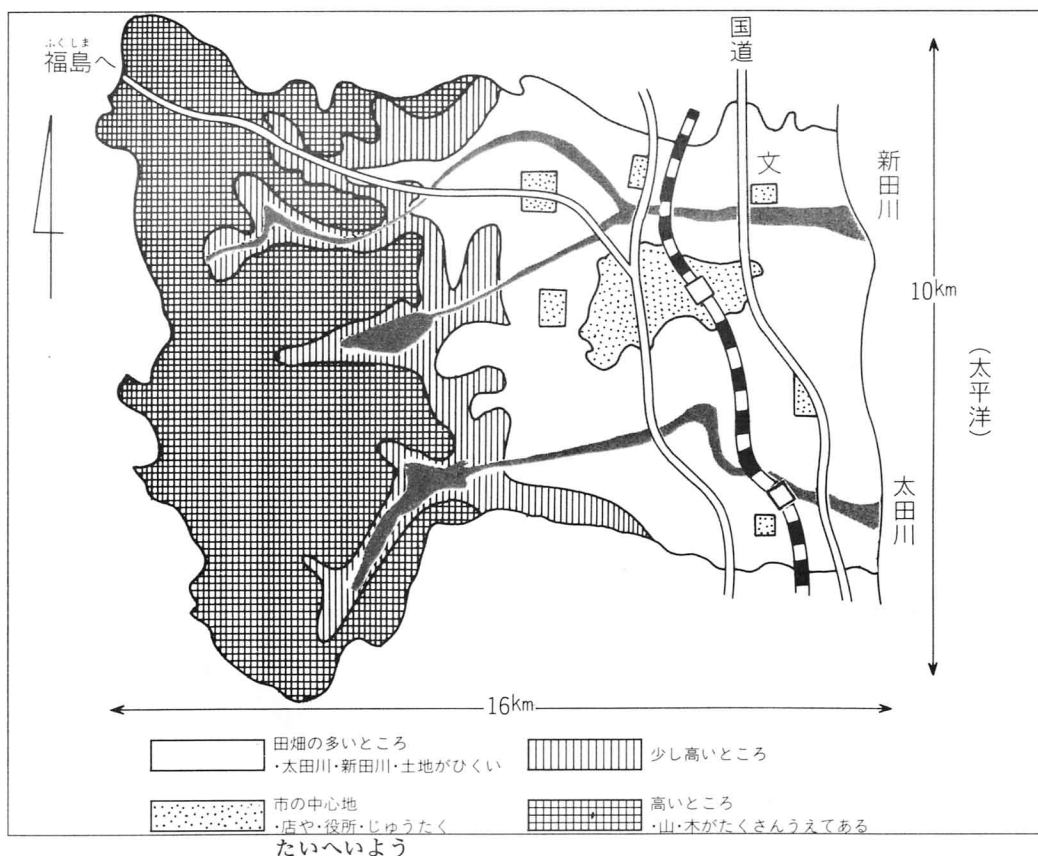 ふくしま
福島へ
国道
文
新田川
10km
(太平洋)
太田川
16km
田畑の多いところ
・太田川・新田川・土地がひくい
少し高いところ
市の中心地
・店や・役所・じゅうたく
高いところ
・山・木がたくさんうえてある
たいへいよう